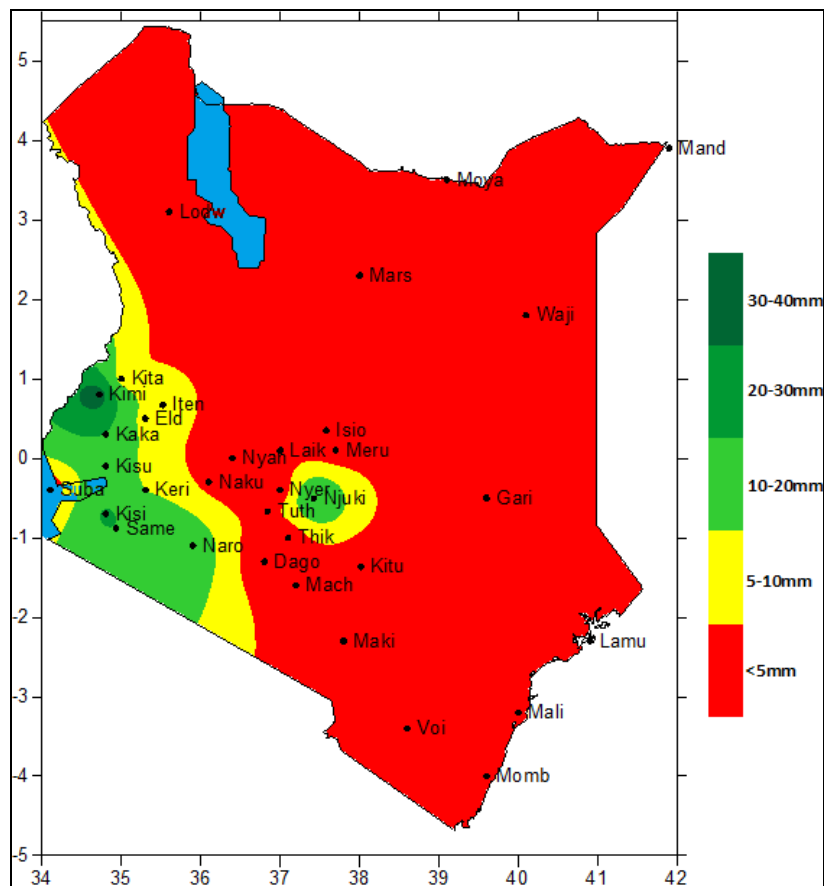 5
4
Mand
Moya
3
Lodw
Mars
2
Waji
30-40mm
1
Kita
Kimi
Iten
20-30mm
Eld
Kaka
Isio
0
Kisu
Nyah
Laik
Meru
Suba
Keri
Naku
Nyer
Njuki
Gari
10-20mm
Kisi
Same
Tuth
-1
Naro
Thik
Dago
Kitu
Mach
5-10mm
-2
Maki
Lamu
<5mm
-3
Voi
Mali
-4
Momb
-5
34 35 36 37 38 39 40 41 42